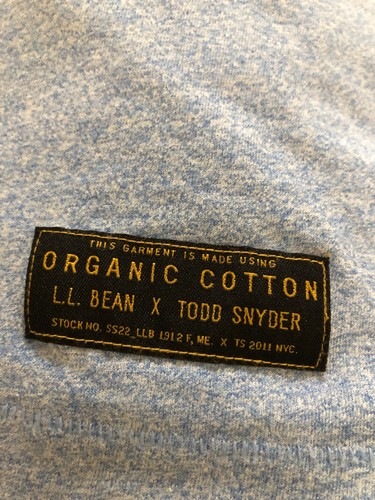 THIS GARMENT IS MADE USING
ORGANIC COTTON
L.L. BEAN X TODD SNYDER
STOCK NO. SS22_LLB 1912 F, ME. X TS 2011 NYC.